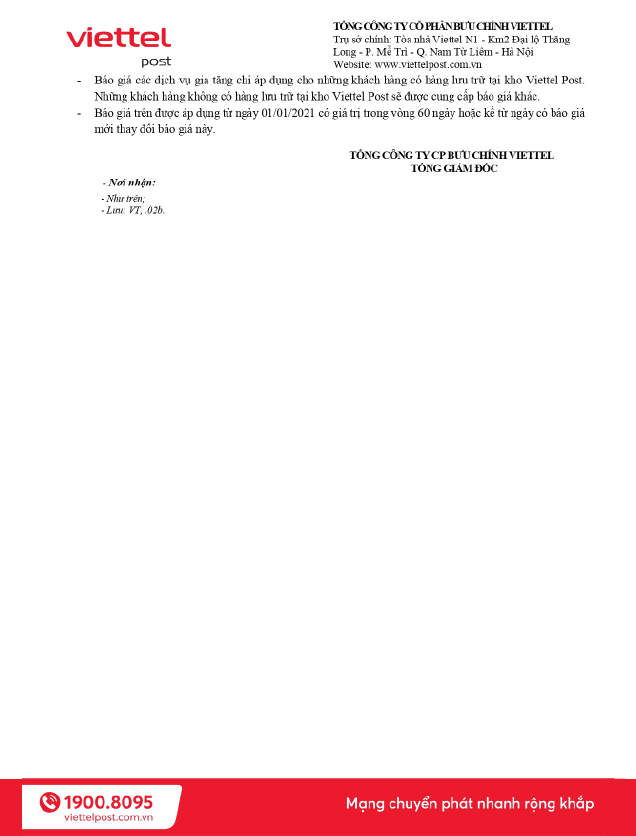 viettel
post
TỔNG CÔNG TY CỔ PHẦN BƯU CHÍNH VIETTEL
Trụ sở chính: Tòa nhà Viettel N1 - Km2 Đại lộ Thăng
Long - P. Mễ Trì - Q. Nam Từ Liêm - Hà Nội
Website: www.viettelpost.com.vn
- Báo giá các dịch vụ gia tăng chỉ áp dụng cho những khách hàng có hàng lưu trữ tại kho Viettel Post.
Những khách hàng không có hàng lưu trữ tại kho Viettel Post sẽ được cung cấp báo giá khác.
- Báo giá trên được áp dụng từ ngày 01/01/2021 có giá trị trong vòng 60 ngày hoặc kể từ ngày có báo giá
mới thay đổi báo giá này.
TỔNG CÔNG TY CP BƯU CHÍNH VIETTEL
TỔNG GIÁM ĐỐC
- Nơi nhận:
- Như trên;
- Lưu: VT, .02b.
1900.8095
viettelpost.com.vn
Mạng chuyển phát nhanh rộng khắp